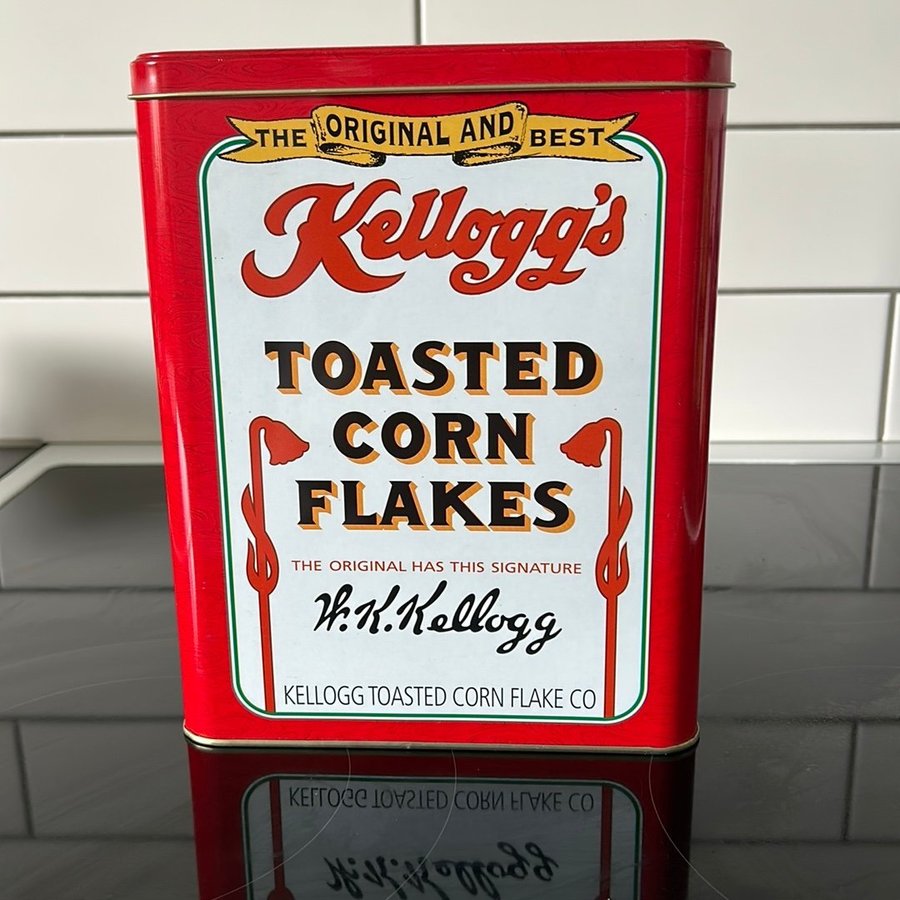 THE ORIGINAL AND BEST
Kellogg's
TOASTED
CORN
FLAKES
THE ORIGINAL HAS THIS SIGNATURE
W.K.Kellogg
KELLOGG TOASTED CORN FLAKE CO